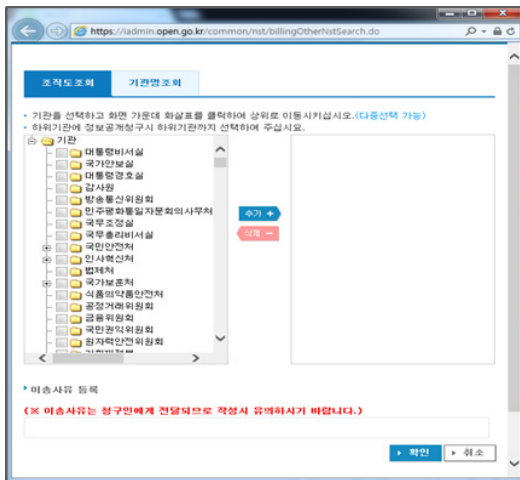 https://iadmin.open.go.kr/common/nst/billingOtherNstSearch.do
조직도조회 기관명조회
• 기관을 선택하고 화면 가운데 화살표를 클릭하여 상위로 이동시키십시오.(다중선택 가능)
• 하위기관에 정보공개청구시 하위기관까지 선택하여 주십시요.
기관
대통령비서실
국가안보실
대통령경호실
감사원
방송통신위원회
민주평화통일자문회의사무처
국무조정실
국무총리비서실
국민안전처
인사혁신처
법제처
국가보훈처
식품의약품안전처
공정거래위원회
금융위원회
국민권익위원회
원자력안전위원회
추가 +
삭제 −
이송사유 등록
(※ 이송사유는 청구인에게 전달되므로 작성시 유의하시기 바랍니다.)
확인 취소